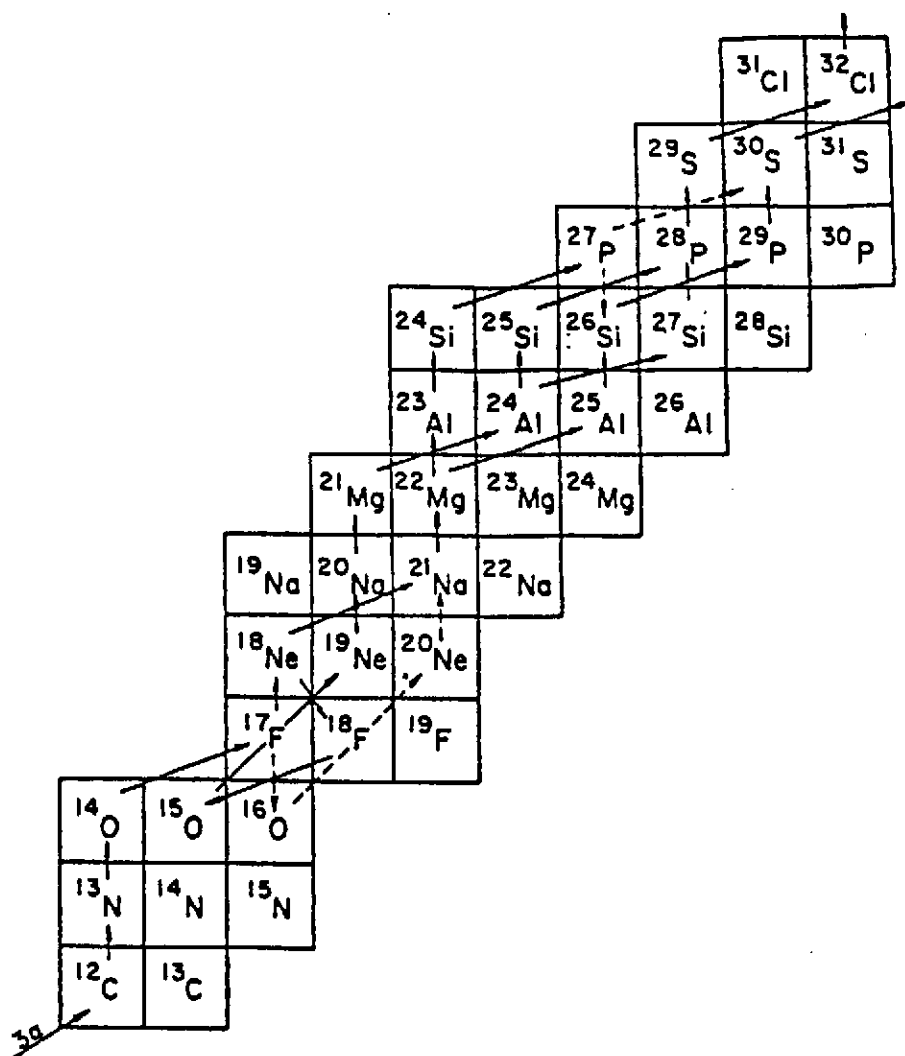 31Cl 32Cl
29S 30S 31S
27P 28P 29P 30P
24Si 25Si 26Si 27Si 28Si
23Al 24Al 25Al 26Al
21Mg 22Mg 23Mg 24Mg
19Na 20Na 21Na 22Na
18Ne 19Ne 20Ne
17F 18F 19F
14O 15O 16O
13N 14N 15N
12C 13C
3α